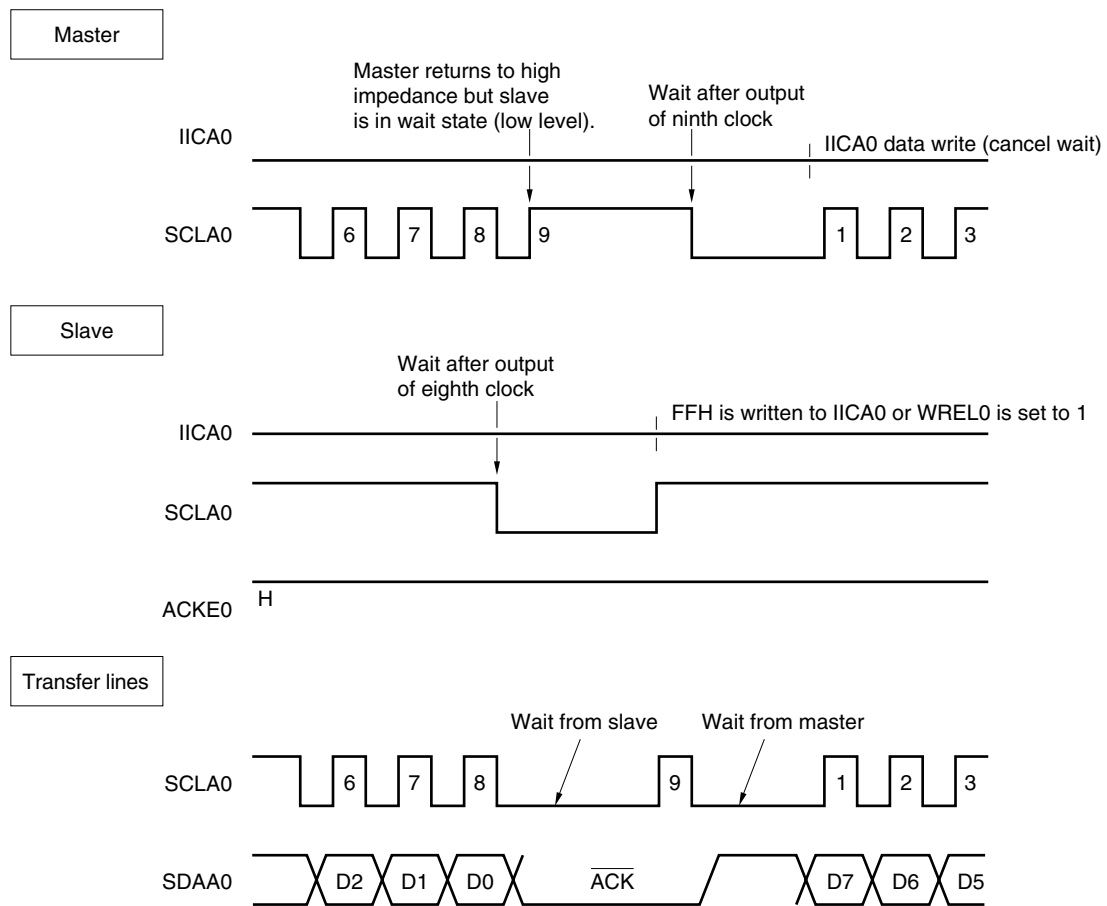 Master
Master returns to high
impedance but slave
is in wait state (low level).
Wait after output
of ninth clock
IICA0
IICA0 data write (cancel wait)
SCLA0
6 7 8 9 1 2 3
Slave
Wait after output
of eighth clock
IICA0
FFH is written to IICA0 or WREL0 is set to 1
SCLA0
ACKE0
H
Transfer lines
Wait from slave
Wait from master
SCLA0
6 7 8 9 1 2 3
SDAA0
D2 D1 D0 ACK D7 D6 D5